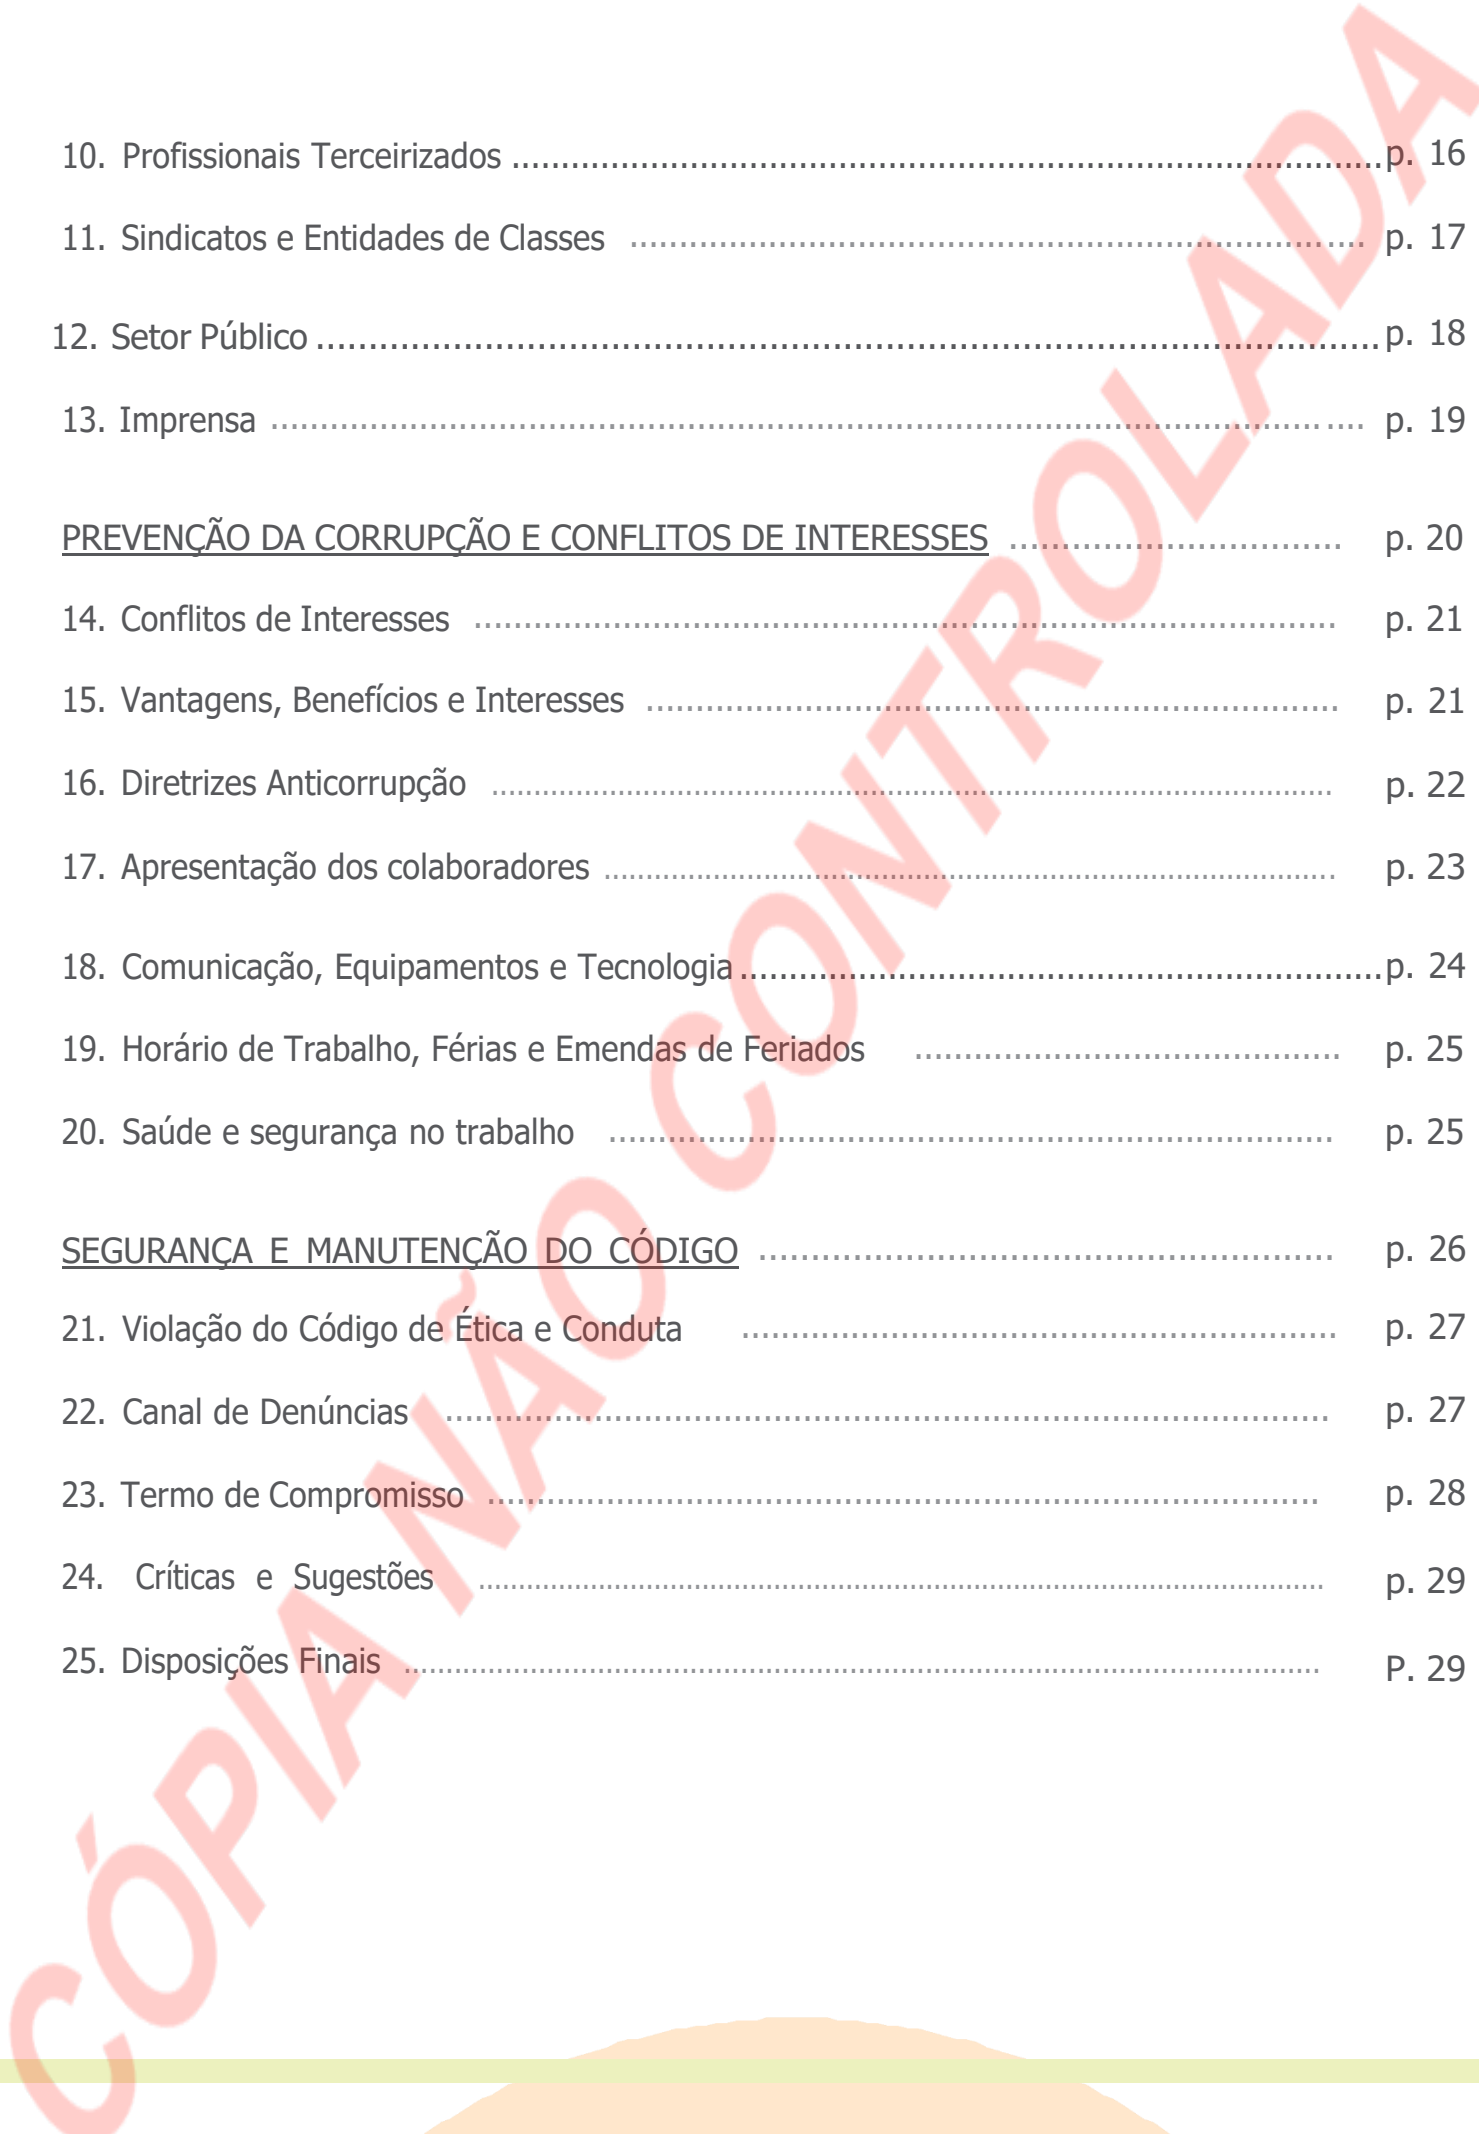 10. Profissionais Terceirizados ........................................................................................ p. 16
11. Sindicatos e Entidades de Classes .......................................................................... p. 17
12. Setor Público ...................................................................................................... p. 18
13. Imprensa .............................................................................................................. p. 19
PREVENÇÃO DA CORRUPÇÃO E CONFLITOS DE INTERESSES ................................ p. 20
14. Conflitos de Interesses ....................................................................................... p. 21
15. Vantagens, Benefícios e Interesses ...................................................................... p. 21
16. Diretrizes Anticorrupção ..................................................................................................... p. 22
17. Apresentação dos colaboradores ........................................................................................ p. 23
18. Comunicação, Equipamentos e Tecnologia ................................................................. p. 24
19. Horário de Trabalho, Férias e Emendas de Feriados ........................................... p. 25
20. Saúde e segurança no trabalho ......................................................................... p. 25
SEGURANÇA E MANUTENÇÃO DO CÓDIGO ....................................................... p. 26
21. Violação do Código de Ética e Conduta ......................................................... p. 27
22. Canal de Denúncias ......................................................................................... p. 27
23. Termo de Compromisso .................................................................................... p. 28
24. Críticas e Sugestões ..................................................................................................... p. 29
25. Disposições Finais ............................................................................................................ P. 29
CÓPIA NÃO CONTROLADA